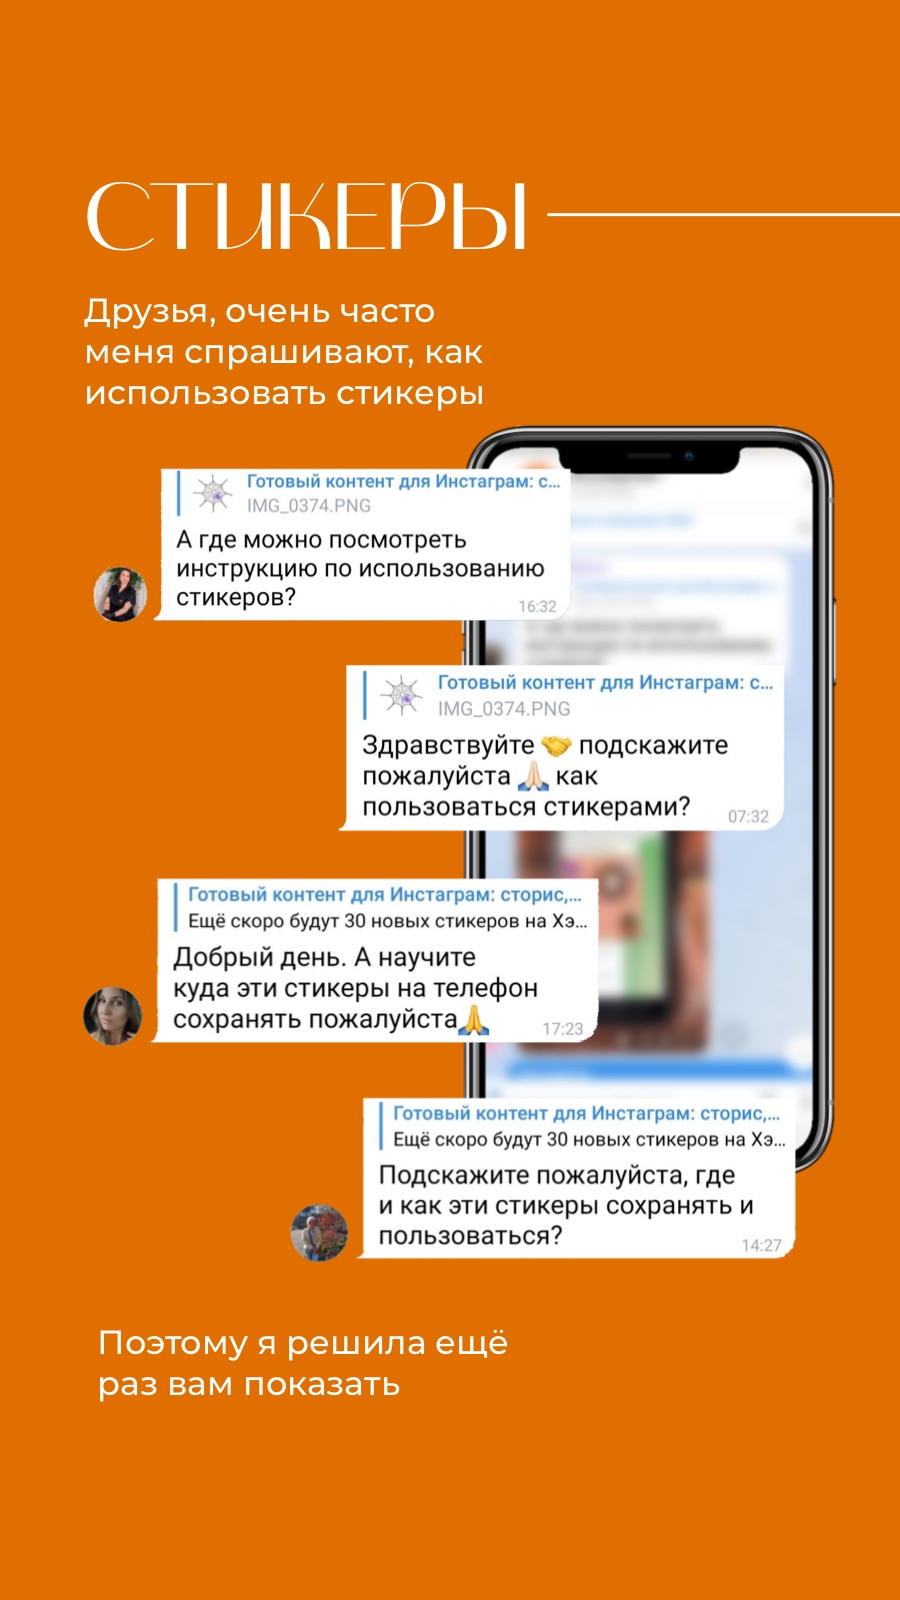 СТИКЕРЫ
Друзья, очень часто
меня спрашивают, как
использовать стикеры
Готовый контент для Инстаграм: с...
IMG_0374.PNG
А где можно посмотреть
инструкцию по использованию
стикеров?
16:32
Готовый контент для Инстаграм: с...
IMG_0374.PNG
Здравствуйте 🤝 подскажите
пожалуйста 🙏🏻 как
пользоваться стикерами?
07:32
Готовый контент для Инстаграм: сторис,...
Ещё скоро будут 30 новых стикеров на Хэ...
Добрый день. А научите
куда эти стикеры на телефон
сохранять пожалуйста🙏
17:23
Готовый контент для Инстаграм: сторис,...
Ещё скоро будут 30 новых стикеров на Хэ...
Подскажите пожалуйста, где
и как эти стикеры сохранять и
пользоваться?
14:27
Поэтому я решила ещё
раз вам показать